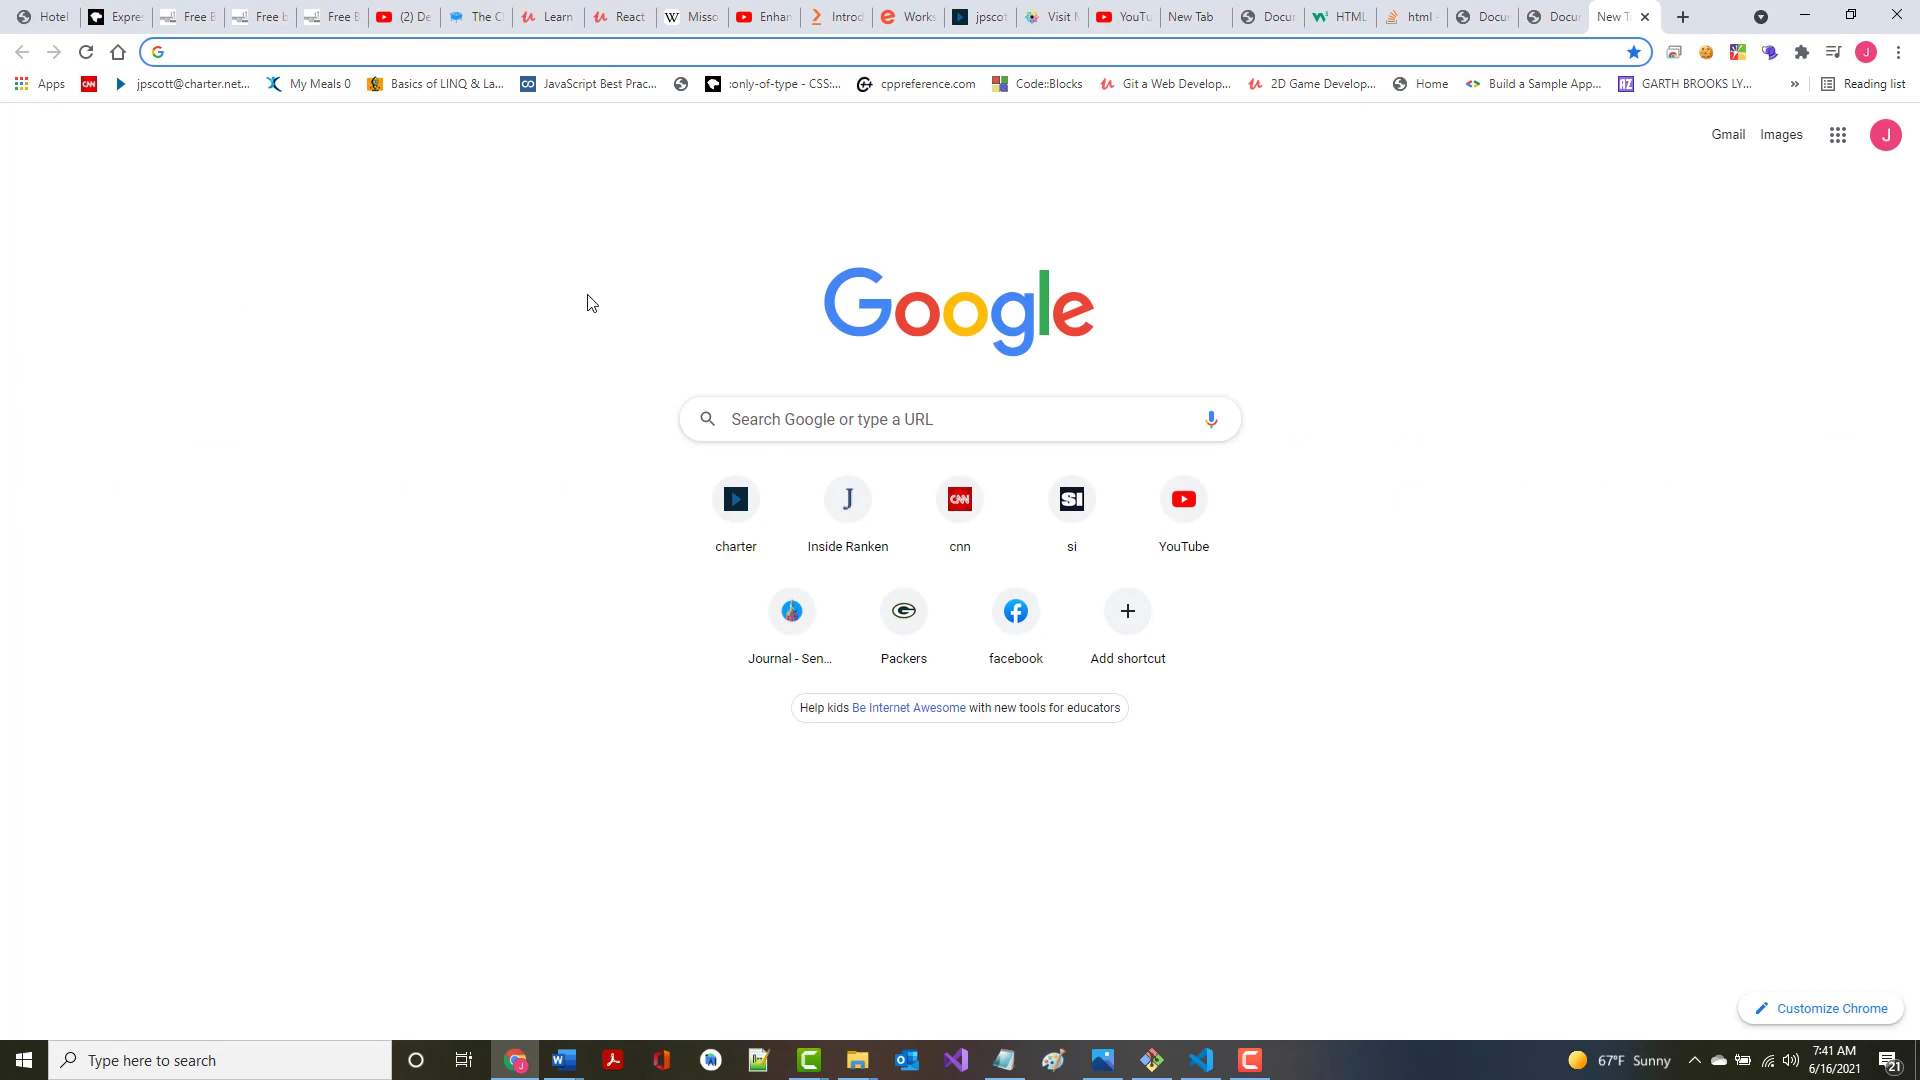 Hotel
Expre
Free B
Free b
Free B
(2) De
The C
Learn
React
W Misso
Enhan
Introd
Works
jpscot
Visit M
YouTu
New Tab
Docur
HTML
html -
Docur
Docur
New T
Apps
CNN
jpscott@charter.net...
My Meals 0
Basics of LINQ & La...
JavaScript Best Prac...
:only-of-type - CSS:...
cppreference.com
Code::Blocks
Git a Web Develop...
2D Game Develop...
Home
Build a Sample App...
AZ GARTH BROOKS LY...
»
Reading list
J
Gmail
Images
J
Google
Search Google or type a URL
charter
J
Inside Ranken
CNN
cnn
SI
si
YouTube
Journal - Sen...
G
Packers
facebook
Add shortcut
Help kids Be Internet Awesome with new tools for educators
Customize Chrome
Type here to search
67°F Sunny
7:41 AM
6/16/2021
21